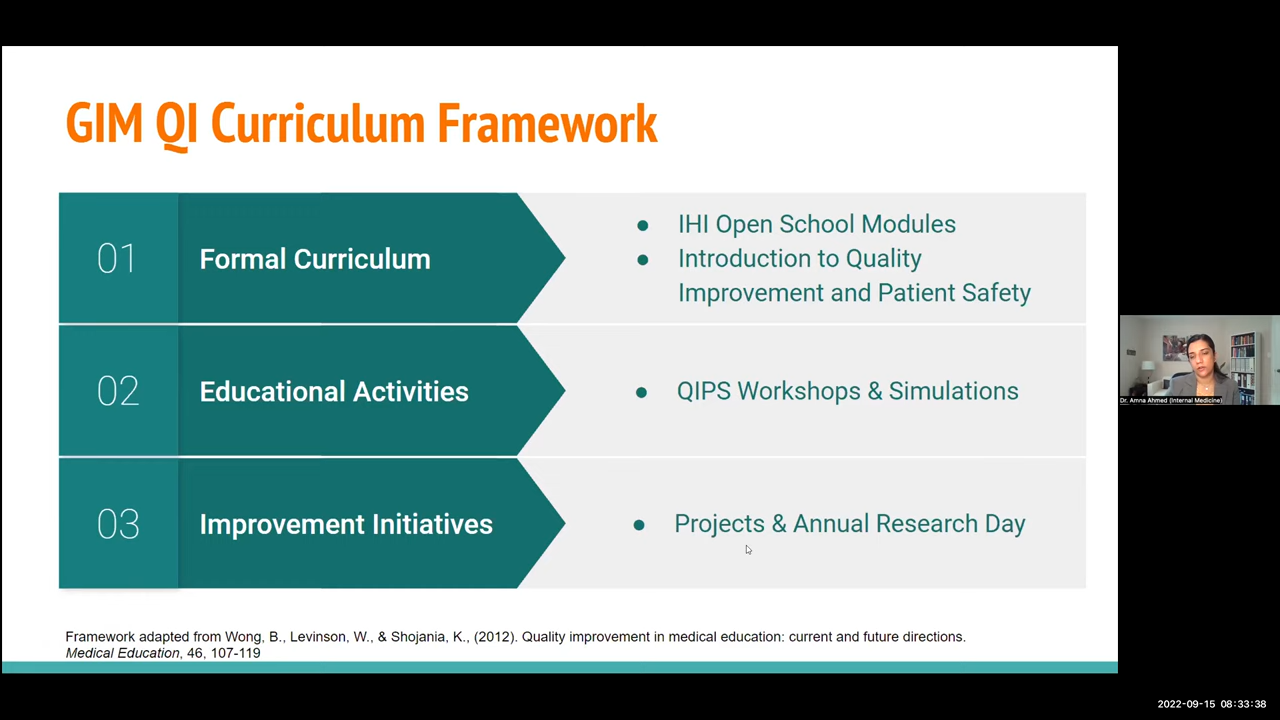 GIM QI Curriculum Framework
01
Formal Curriculum
● IHI Open School Modules
● Introduction to Quality
Improvement and Patient Safety
02
Educational Activities
● QIPS Workshops & Simulations
03
Improvement Initiatives
● Projects & Annual Research Day
Framework adapted from Wong, B., Levinson, W., & Shojania, K., (2012). Quality improvement in medical education: current and future directions.
Medical Education, 46, 107-119
Dr. Amna Ahmed (Internal Medicine)
2022-09-15 08:33:38